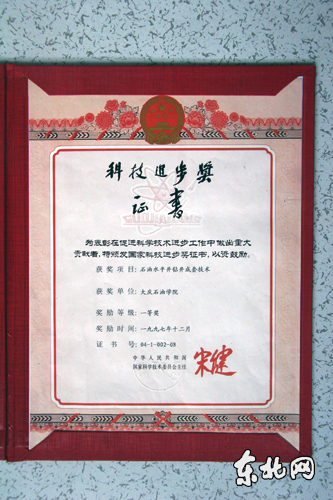 科技进步奖
证书
为表彰在促进科学技术进步工作中做出重大
贡献者，特颁发国家科技进步奖证书，以资鼓励。
获奖项目：石油水平井钻井成套技术
获奖单位：大庆石油学院
奖励等级：一等奖
奖励时间：一九九七年十二月
证书号：04-1-002-08
中华人民共和国
国家科学技术委员会主任
宋健
东北网